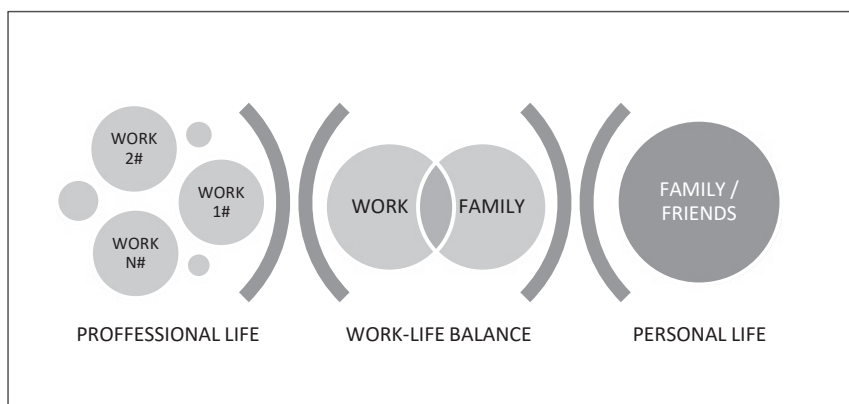 WORK
2#
WORK
1#
WORK
N#
WORK
FAMILY
FAMILY /
FRIENDS
PROFFESSIONAL LIFE
WORK-LIFE BALANCE
PERSONAL LIFE